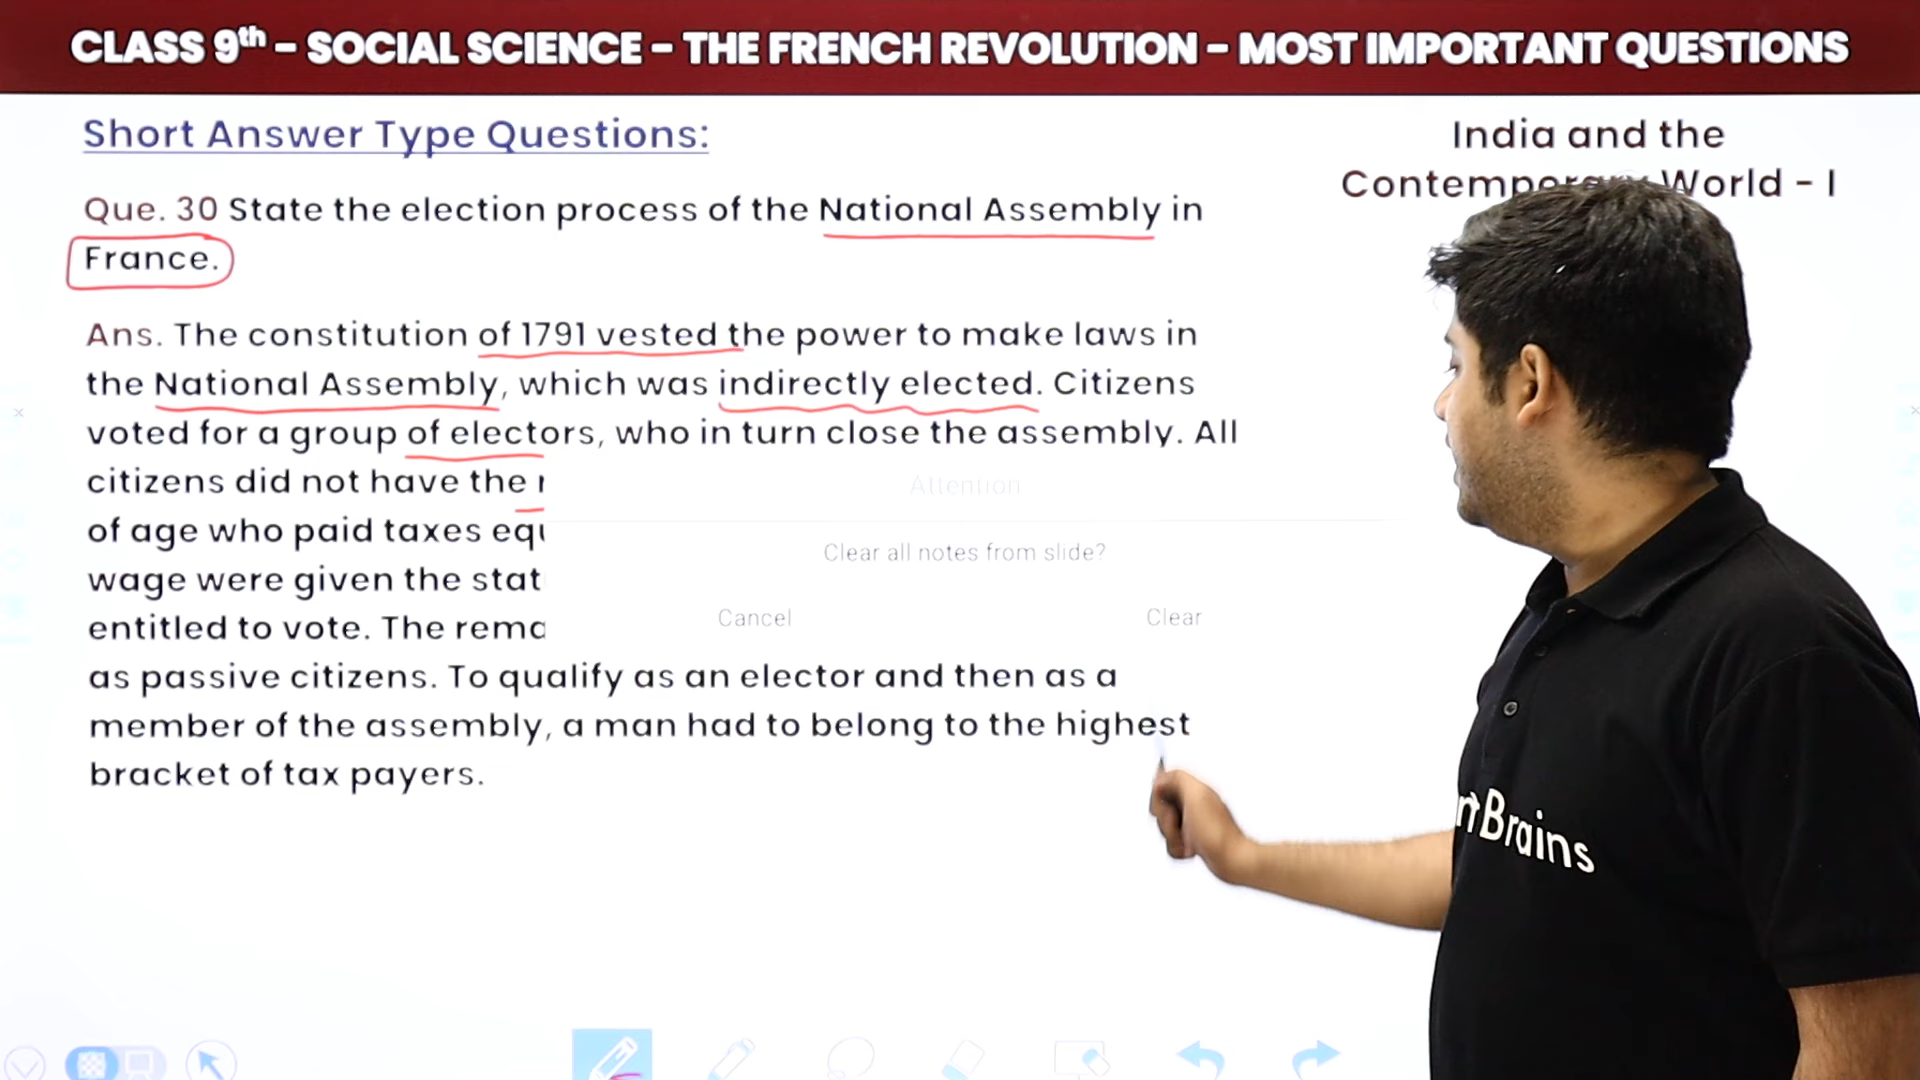 CLASS 9th – SOCIAL SCIENCE – THE FRENCH REVOLUTION – MOST IMPORTANT QUESTIONS
Short Answer Type Questions:
India and the
Contemporary World - I
Que. 30 State the election process of the National Assembly in
France.
Ans. The constitution of 1791 vested the power to make laws in
the National Assembly, which was indirectly elected. Citizens
voted for a group of electors, who in turn close the assembly. All
citizens did not have the
of age who paid taxes
wage were given the
entitled to vote. The
as passive citizens. To qualify as an elector and then as a
member of the assembly, a man had to belong to the highest
bracket of tax payers.
Attention
Clear all notes from slide?
Cancel
Clear
Brains